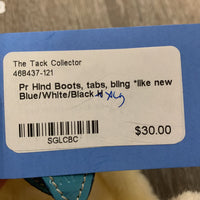 The Tack Collector
468437-121
Pr Hind Boots, tabs, bling *like new
Blue/White/Black
$30.00
SGLCBC